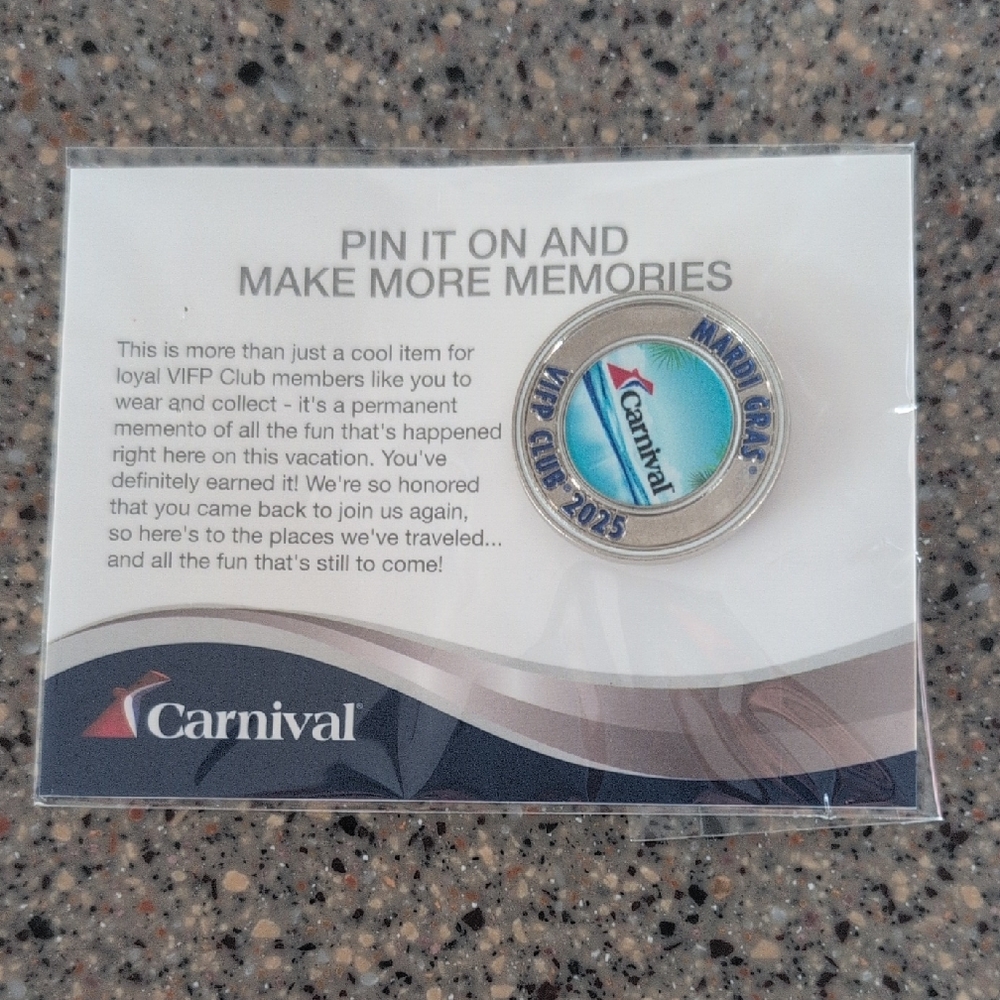 PIN IT ON AND
MAKE MORE MEMORIES
This is more than just a cool item for
loyal VIFP Club members like you to
wear and collect - it's a permanent
memento of all the fun that's happened
right here on this vacation. You've
definitely earned it! We're so honored
that you came back to join us again,
so here's to the places we've traveled...
and all the fun that's still to come!
MARDI GRAS®
Carnival
VIFP CLUB® 2025
Carnival®